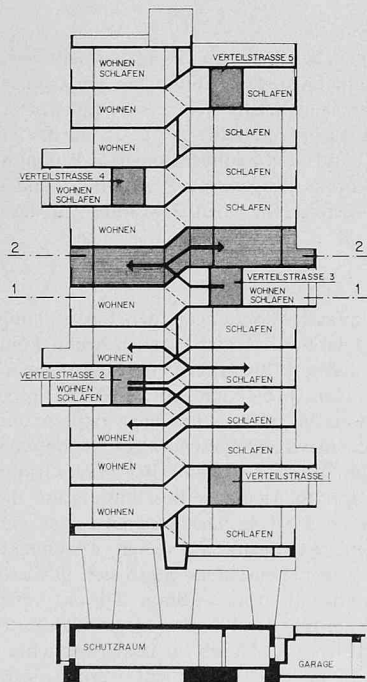 VERTEILSTRASSE 5
WOHNEN
SCHLAFEN
SCHLAFEN
WOHNEN
SCHLAFEN
WOHNEN
SCHLAFEN
VERTEILSTRASSE 4
WOHNEN
SCHLAFEN
SCHLAFEN
WOHNEN
2
2
VERTEILSTRASSE 3
1
WOHNEN
WOHNEN
SCHLAFEN
1
SCHLAFEN
WOHNEN
VERTEILSTRASSE 2
WOHNEN
SCHLAFEN
SCHLAFEN
WOHNEN
SCHLAFEN
WOHNEN
SCHLAFEN
WOHNEN
VERTEILSTRASSE 1
WOHNEN
SCHLAFEN
SCHUTZRAUM
GARAGE